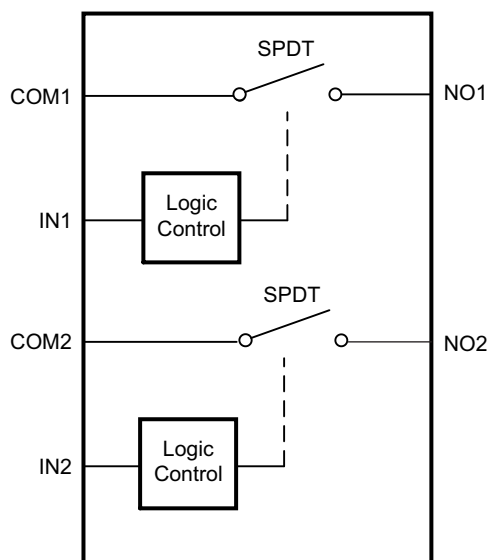 SPDT
COM1
NO1
IN1
Logic
Control
SPDT
COM2
NO2
IN2
Logic
Control